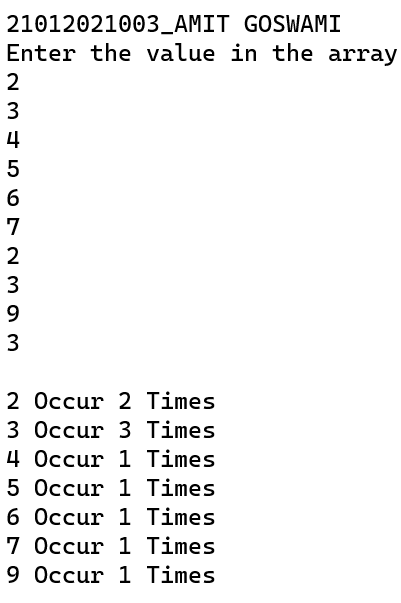 21012021003_AMIT GOSWAMI
Enter the value in the array
2
3
4
5
6
7
2
3
9
3
2 Occur 2 Times
3 Occur 3 Times
4 Occur 1 Times
5 Occur 1 Times
6 Occur 1 Times
7 Occur 1 Times
9 Occur 1 Times